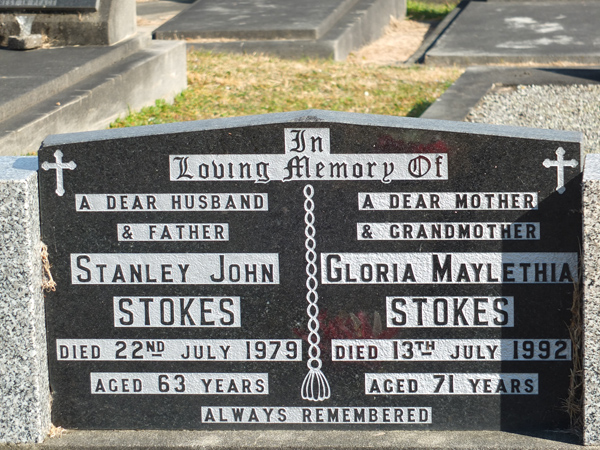 In
Loving Memory Of
A DEAR HUSBAND
& FATHER
STANLEY JOHN
STOKES
DIED 22ND JULY 1979
AGED 63 YEARS
A DEAR MOTHER
& GRANDMOTHER
GLORIA MAYLETHIA
STOKES
DIED 13TH JULY 1992
AGED 71 YEARS
ALWAYS REMEMBERED